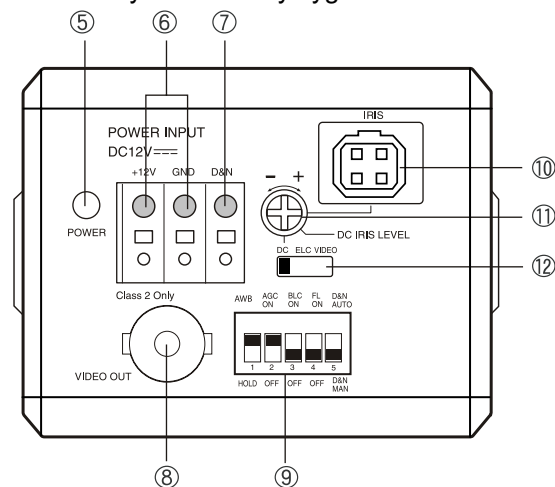 ⑤ ⑥ ⑦
IRIS
POWER INPUT
DC12V
+12V GND D&N
⑩
- +
⑪
POWER
DC IRIS LEVEL
DC ELC VIDEO
⑫
Class 2 Only
AWB AGC ON BLC ON FL ON D&N AUTO
VIDEO OUT
1 2 3 4 5
HOLD OFF OFF OFF D&N MAN
⑧ ⑨